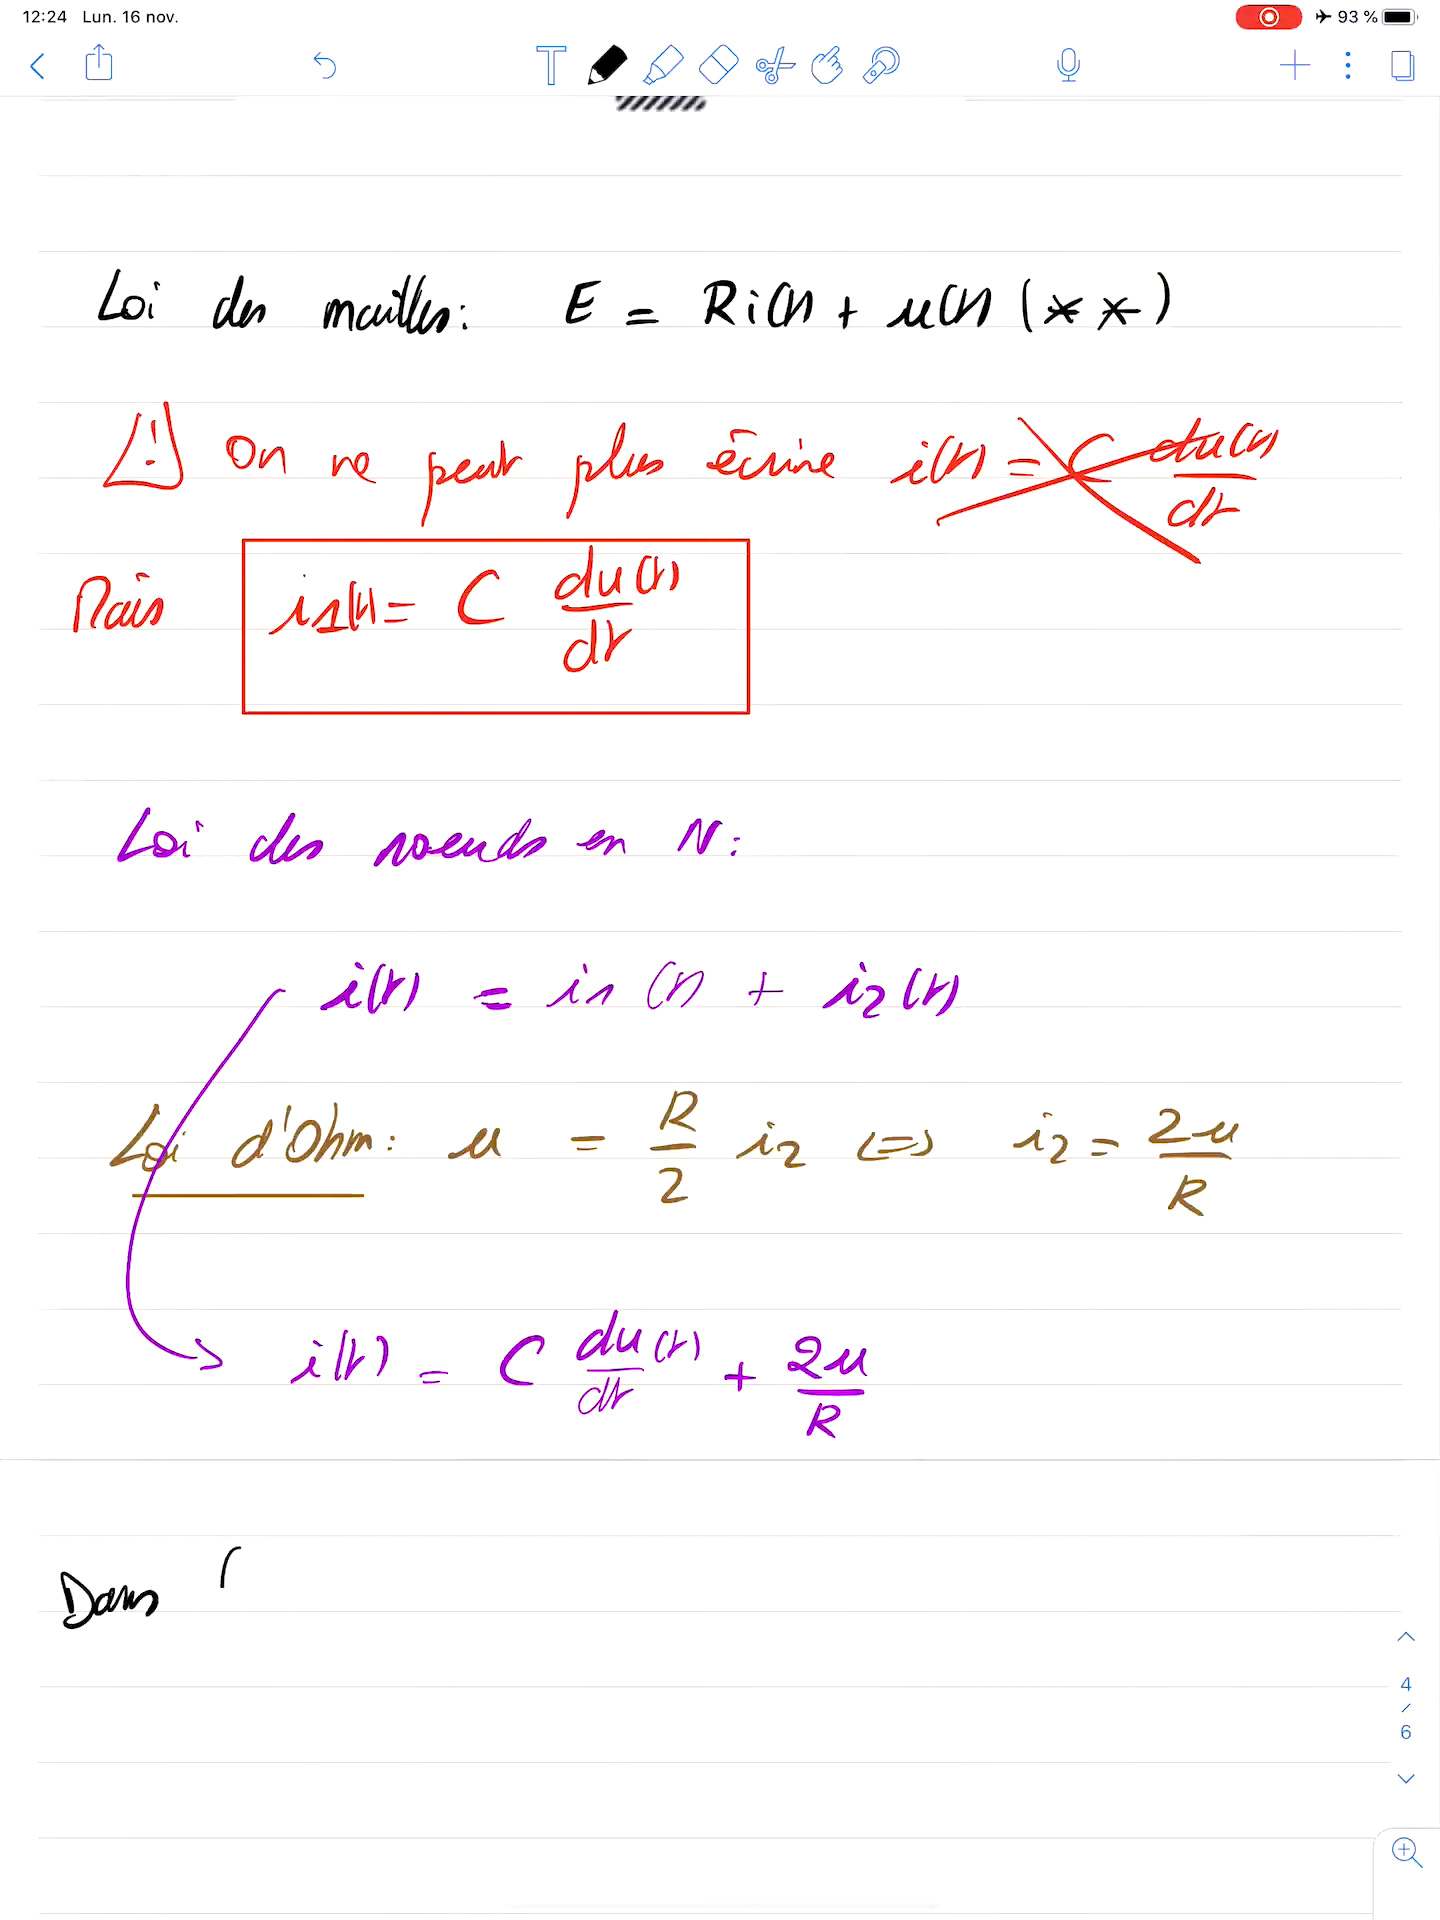 12:24 Lun. 16 nov. 93 %
T
Loi des mailles: E = Ri(t) + u(t) (**)
! On ne peut plus écrire i(t) = C du(t)/dt
Mais i1(t) = C du(t)/dt
Loi des noeuds en N:
i(t) = i1(t) + i2(t)
Loi d'Ohm: u = R/2 i2 <=> i2 = 2u/R
i(t) = C du(t)/dt + 2u/R
Dans (
4
/
6